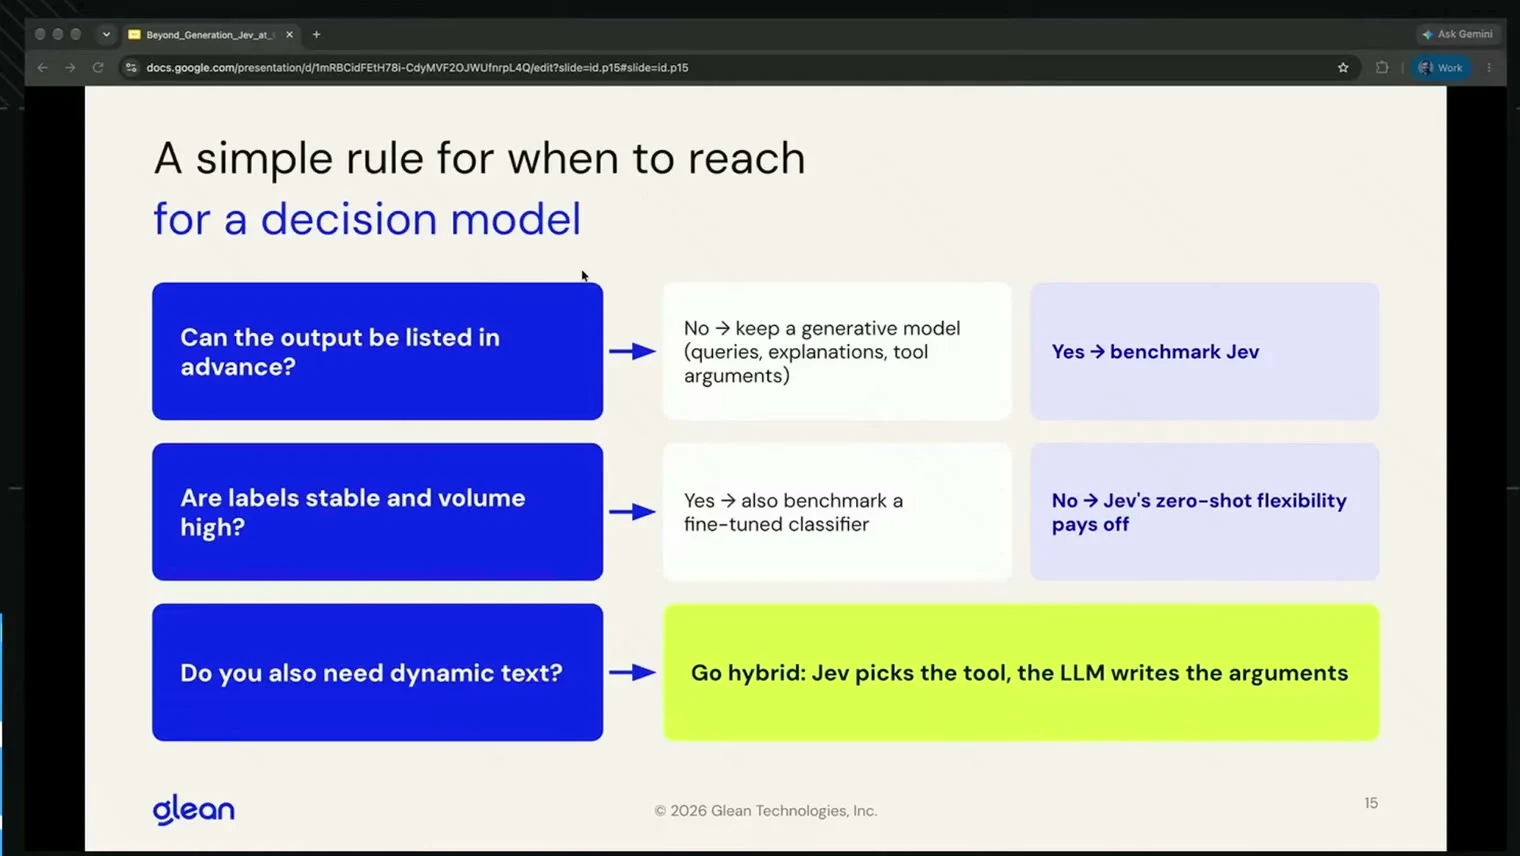 Beyond_Generation_Jev_at_
Ask Gemini
docs.google.com/presentation/d/1mRBCidFEtH78i-CdyMVF2OJWUfnrpL4Q/edit?slide=id.p15#slide=id.p15
Work
A simple rule for when to reach
for a decision model
Can the output be listed in
advance?
No → keep a generative model
(queries, explanations, tool
arguments)
Yes → benchmark Jev
Are labels stable and volume
high?
Yes → also benchmark a
fine-tuned classifier
No → Jev's zero-shot flexibility
pays off
Do you also need dynamic text?
Go hybrid: Jev picks the tool, the LLM writes the arguments
glean
© 2026 Glean Technologies, Inc.
15